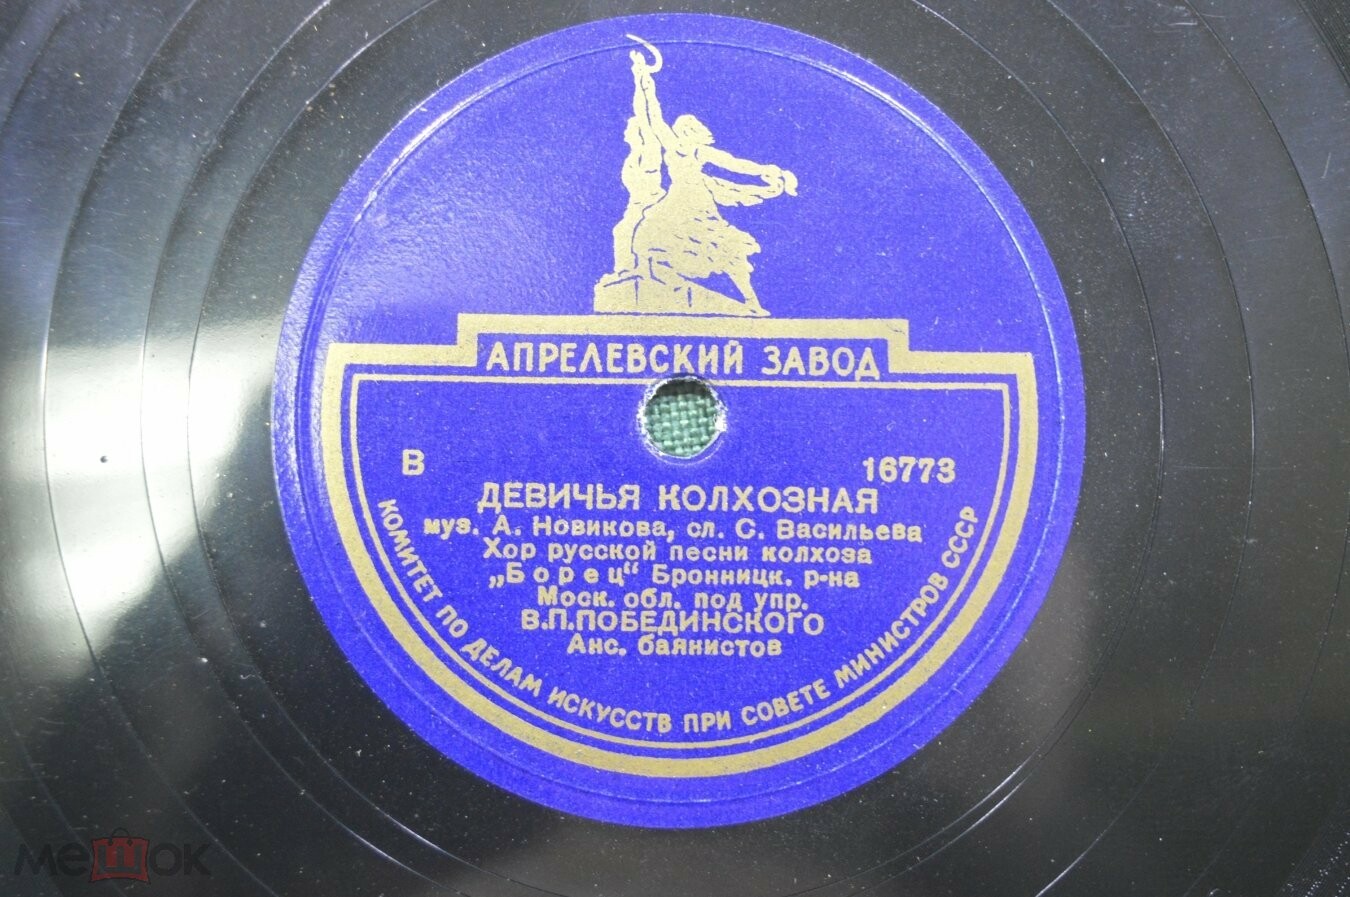 АПРЕЛЕВСКИЙ ЗАВОД
В 16773
ДЕВИЧЬЯ КОЛХОЗНАЯ
муз. А. Новикова, сл. С. Васильева
Хор русской песни колхоза
„Борец“ Бронницк. р-на
Моск. обл. под упр.
В.П.ПОБЕДИНСКОГО
Анс. баянистов
КОМИТЕТ ПО ДЕЛАМ ИСКУССТВ ПРИ СОВЕТЕ МИНИСТРОВ СССР
мешок